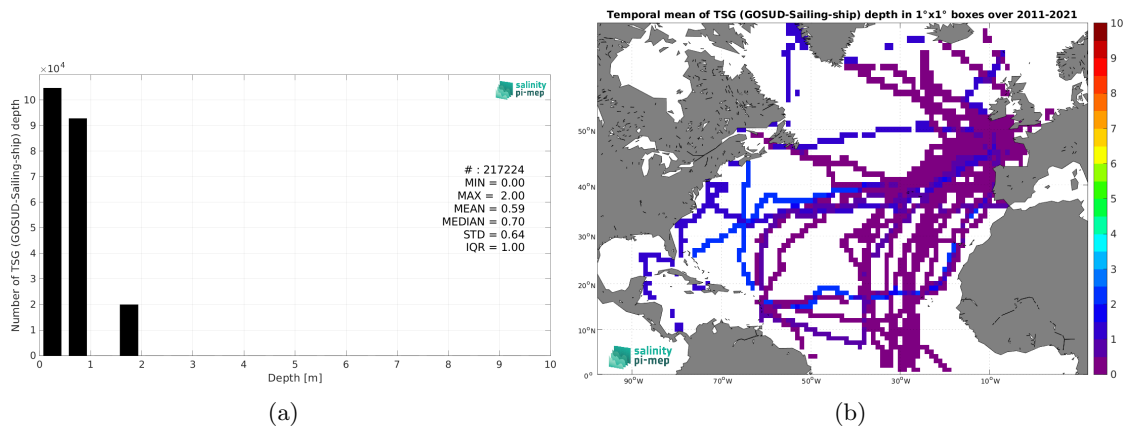 ×10⁴
10
9
8
7
6
5
4
3
2
1
0
Number of TSG (GOSUD-Sailing-ship) depth
salinity
pi-mep
# : 217224
MIN = 0.00
MAX = 2.00
MEAN = 0.59
MEDIAN = 0.70
STD = 0.64
IQR = 1.00
0 1 2 3 4 5 6 7 8 9 10
Depth [m]
(a)
Temporal mean of TSG (GOSUD-Sailing-ship) depth in 1°x1° boxes over 2011-2021
50°N
40°N
30°N
20°N
10°N
0°
90°W 70°W 50°W 30°W 10°W
salinity
pi-mep
10
9
8
7
6
5
4
3
2
1
0
(b)